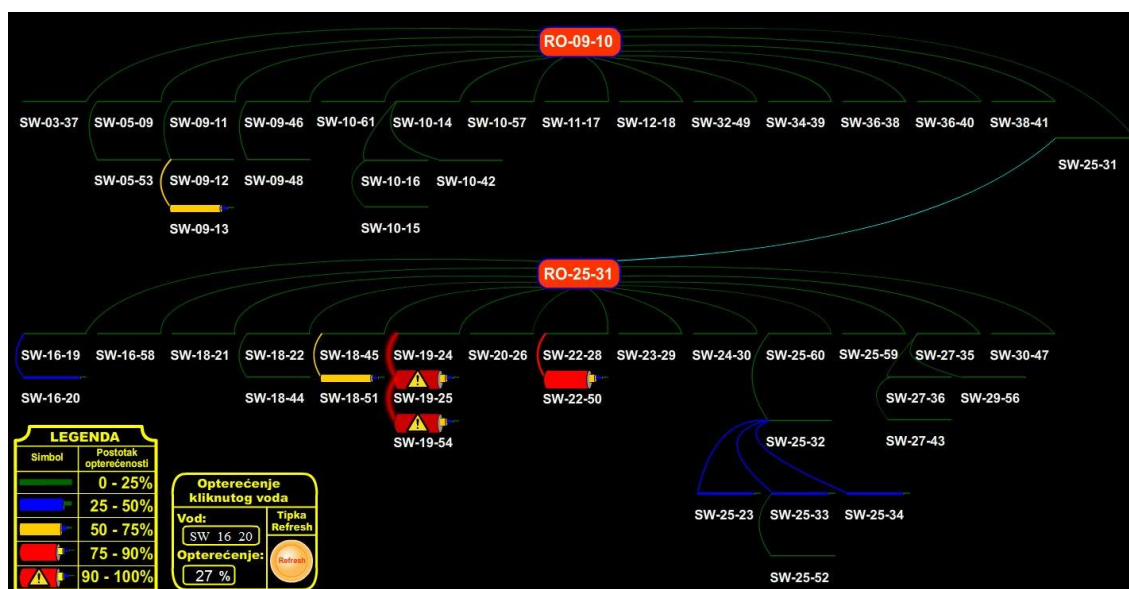 RO-09-10
SW-03-37 SW-05-09 SW-09-11 SW-09-46 SW-10-61 SW-10-14 SW-10-57 SW-11-17 SW-12-18 SW-32-49 SW-34-39 SW-36-38 SW-36-40 SW-38-41
SW-25-31
SW-05-53 SW-09-12 SW-09-48 SW-10-16 SW-10-42
SW-09-13 SW-10-15
RO-25-31
SW-16-19 SW-16-58 SW-18-21 SW-18-22 SW-18-45 SW-19-24 SW-20-26 SW-22-28 SW-23-29 SW-24-30 SW-25-60 SW-25-59 SW-27-35 SW-30-47
SW-16-20 SW-18-44 SW-18-51 SW-19-25 SW-22-50 SW-27-36 SW-29-56
SW-19-54 SW-25-32 SW-27-43
SW-25-23 SW-25-33 SW-25-34
SW-25-52
LEGENDA
Simbol
Postotak
opterećenosti
0 - 25%
25 - 50%
50 - 75%
75 - 90%
90 - 100%
Opterećenje
kliknutog voda
Vod:
SW 16 20
Opterećenje:
27 %
Tipka
Refresh
Refresh